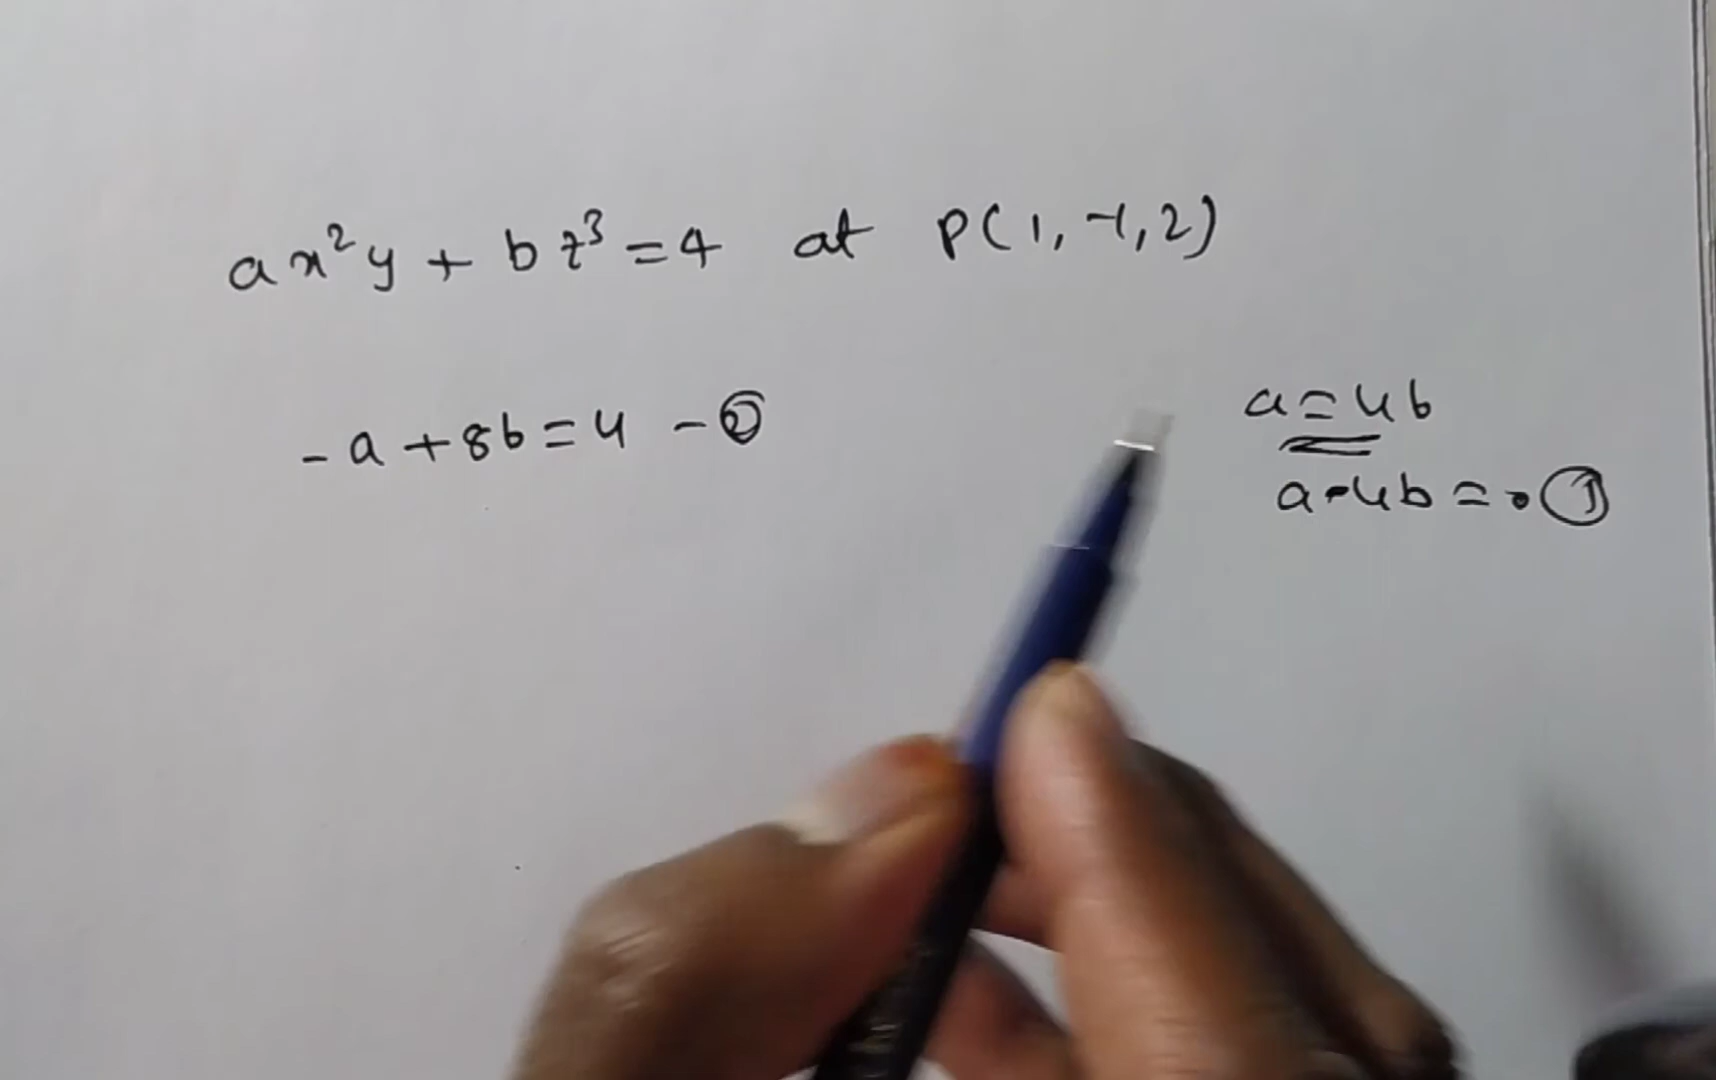 ax²y + bz³ = 4 at P(1, -1, 2)
-a + 8b = 4 - ②
a = 4b
a - 4b = 0 ①